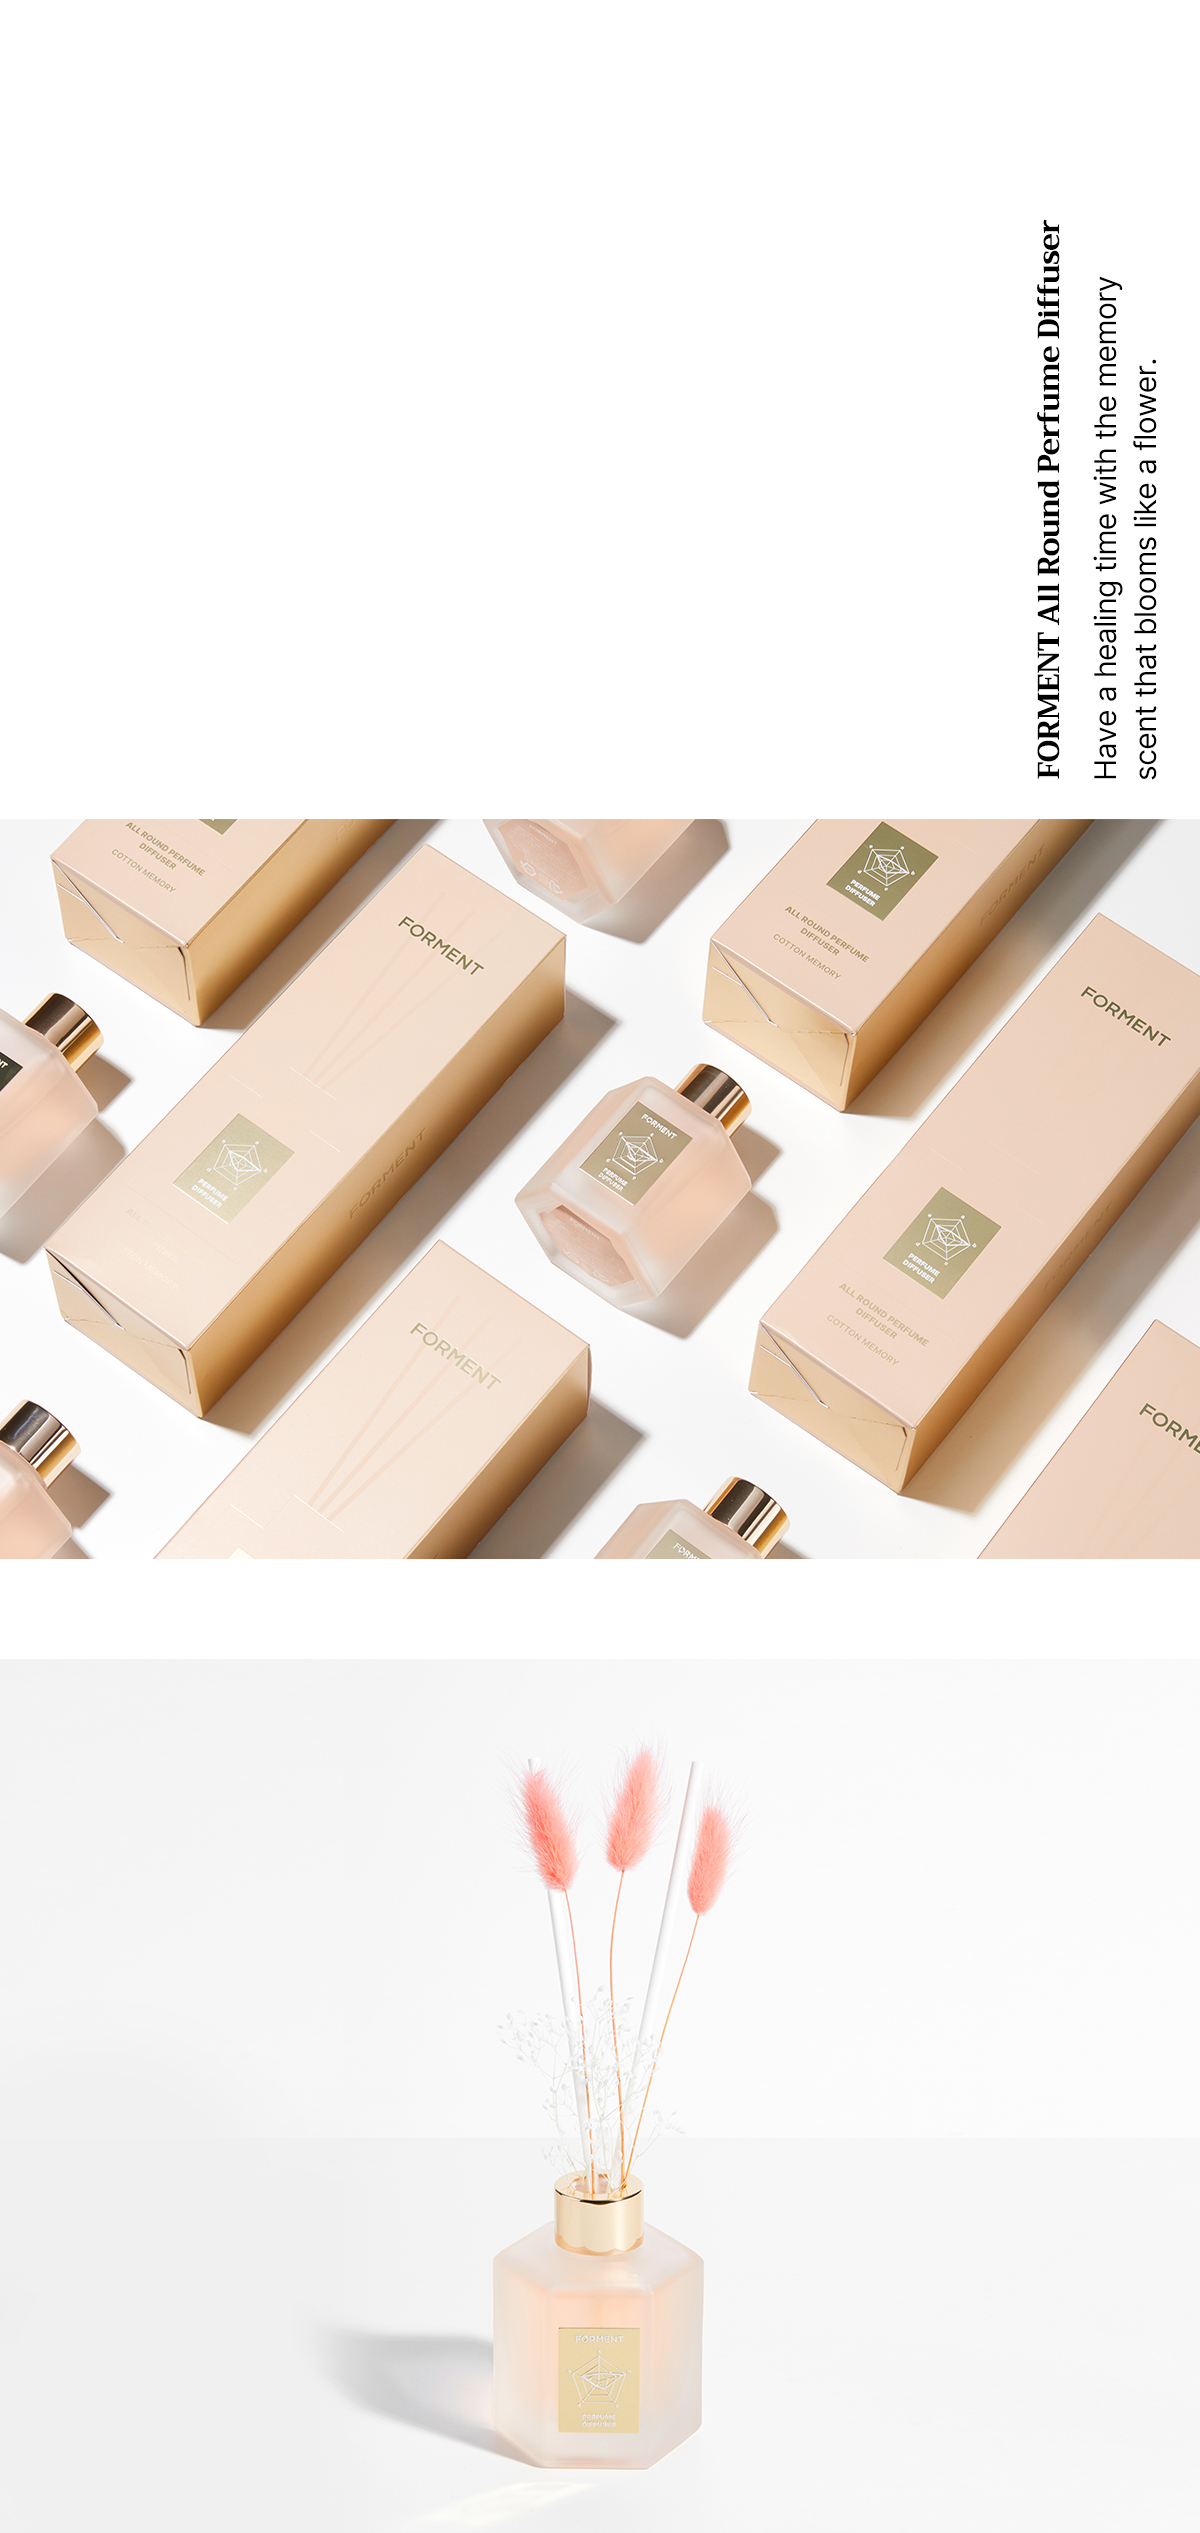 FORMENT All Round Perfume Diffuser
Have a healing time with the memory
scent that blooms like a flower.
ALL ROUND PERFUME
DIFFUSER
COTTON MEMORY
PERFUME
DIFFUSER
ALL ROUND PERFUME
DIFFUSER
COTTON MEMORY
FORMENT
FORMENT
FORMENT
PERFUME
DIFFUSER
FORMENT
FORMENT
PERFUME
DIFFUSER
FORMENT
PERFUME
DIFFUSER
ALL ROUND PERFUME
DIFFUSER
COTTON MEMORY
FORMENT
FORME
FORMENT
PERFUME
DIFFUSER